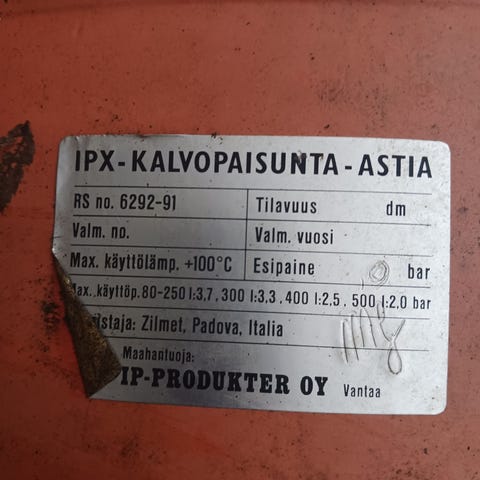 IPX-KALVOPAISUNTA-ASTIA
RS no. 6292-91
Tilavuus dm
Valm. no.
Valm. vuosi
Max. käyttölämp. +100°C
Esipaine bar
Max. käyttöp. 80-250 l:3,7, 300 l:3,3, 400 l:2,5, 500 l:2,0 bar
lstaja: Zilmet, Padova, Italia
Maahantuoja:
IP-PRODUKTER OY Vantaa